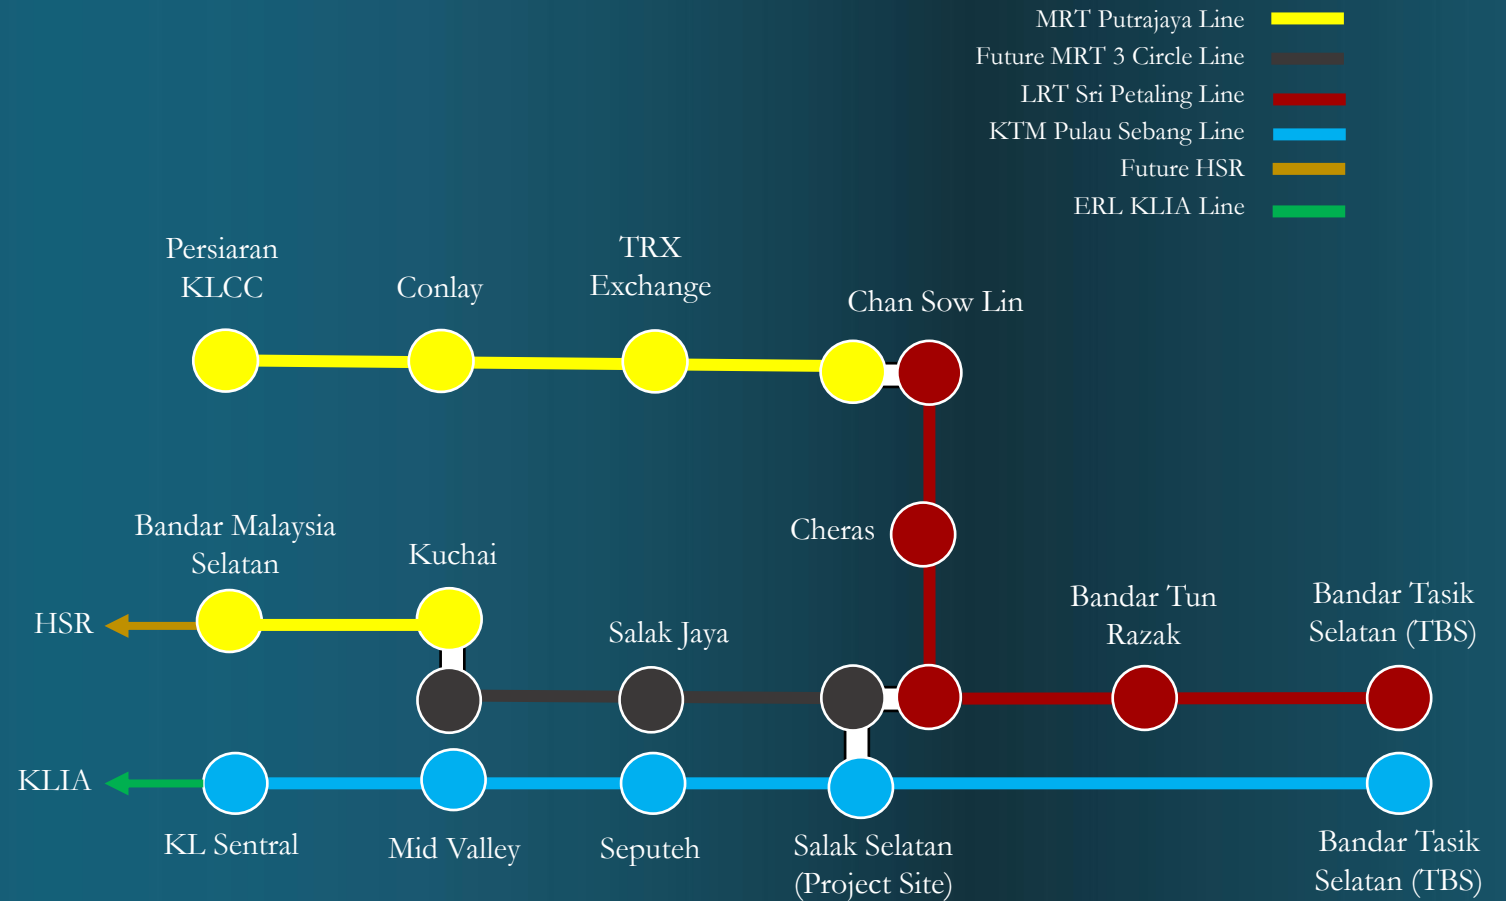 MRT Putrajaya Line
Future MRT 3 Circle Line
LRT Sri Petaling Line
KTM Pulau Sebang Line
Future HSR
ERL KLIA Line
Persiaran
KLCC
Conlay
TRX
Exchange
Chan Sow Lin
Cheras
Bandar Malaysia
Selatan
Kuchai
HSR
Salak Jaya
Bandar Tun
Razak
Bandar Tasik
Selatan (TBS)
KLIA
KL Sentral
Mid Valley
Seputeh
Salak Selatan
(Project Site)
Bandar Tasik
Selatan (TBS)